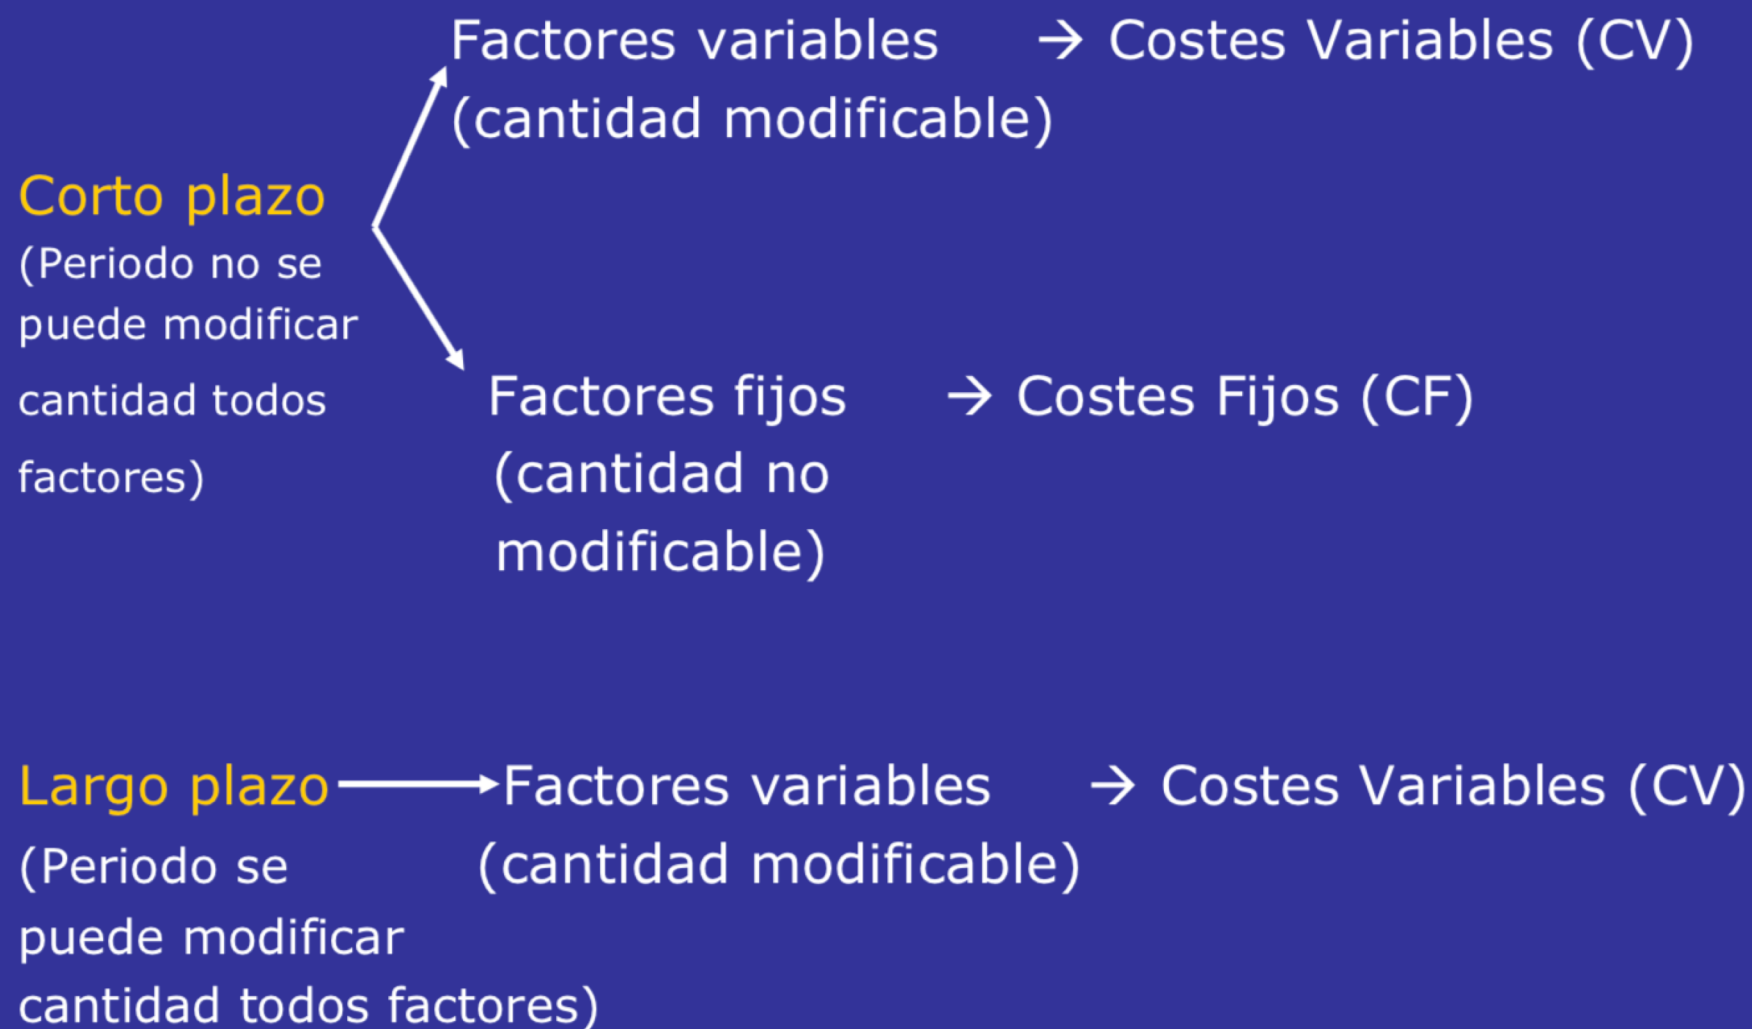 Factores variables → Costes Variables (CV)
(cantidad modificable)
Corto plazo
(Periodo no se
puede modificar
cantidad todos
factores)
Factores fijos → Costes Fijos (CF)
(cantidad no
modificable)
Largo plazo Factores variables → Costes Variables (CV)
(Periodo se (cantidad modificable)
puede modificar
cantidad todos factores)